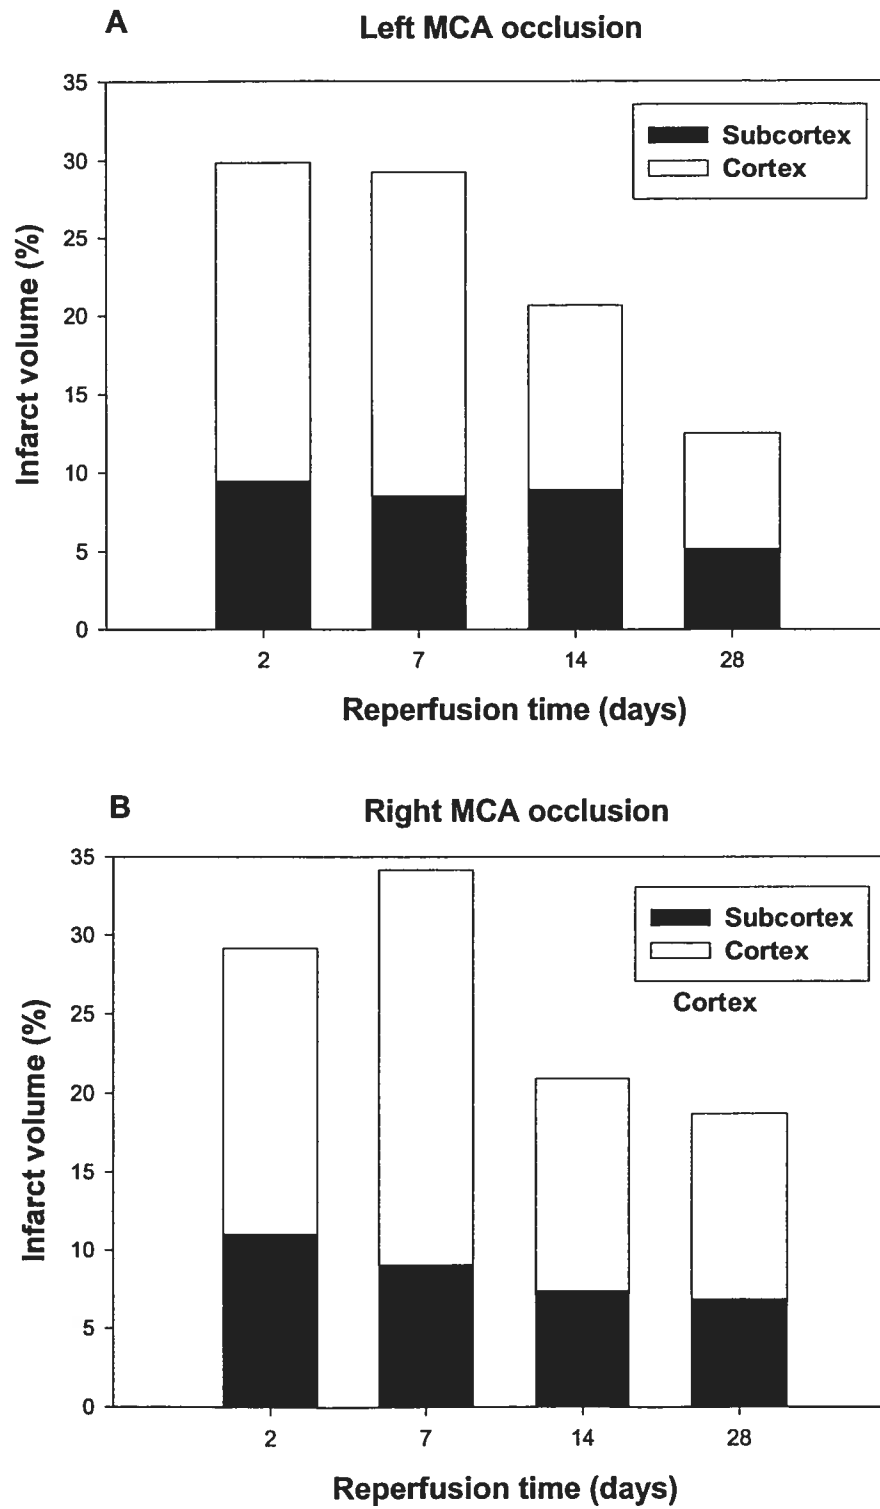 A
Left MCA occlusion
35
30
25
20
15
10
5
0
Infarct volume (%)
Subcortex
Cortex
2 7 14 28
Reperfusion time (days)
B
Right MCA occlusion
35
30
25
20
15
10
5
0
Infarct volume (%)
Subcortex
Cortex
Cortex
2 7 14 28
Reperfusion time (days)